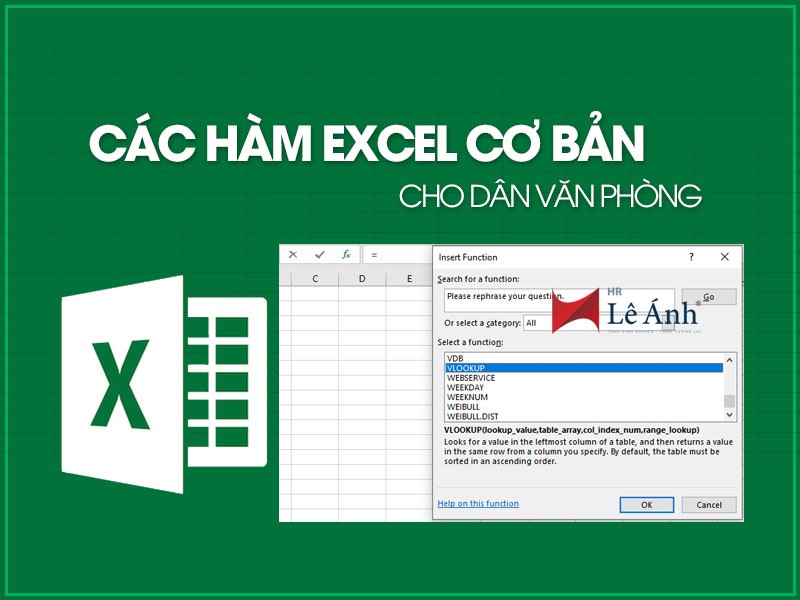 CÁC HÀM EXCEL CƠ BẢN
CHO DÂN VĂN PHÒNG
X
fx =
C D E
Insert Function ? X
Search for a function:
Please rephrase your question.
Go
HR
Lê Ánh®
Or select a category: All
Select a function:
VDB
VLOOKUP
WEBSERVICE
WEEKDAY
WEEKNUM
WEIBULL
WEIBULL.DIST
VLOOKUP(lookup_value,table_array,col_index_num,range_lookup)
Looks for a value in the leftmost column of a table, and then returns a value
in the same row from a column you specify. By default, the table must be
sorted in an ascending order.
Help on this function
OK Cancel